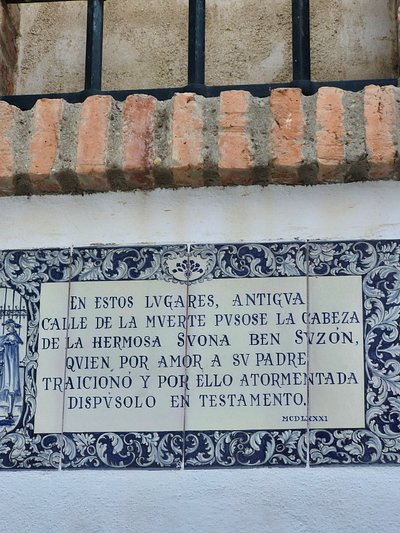 EN ESTOS LVGARES, ANTIGVA
CALLE DE LA MVERTE PVSOSE LA CABEZA
DE LA HERMOSA SVONA BEN SVZÓN,
QVIEN POR AMOR A SV PADRE
TRAICIONÓ Y POR ELLO ATORMENTADA
DISPÚSOLO EN TESTAMENTO.
MCDLXXXI